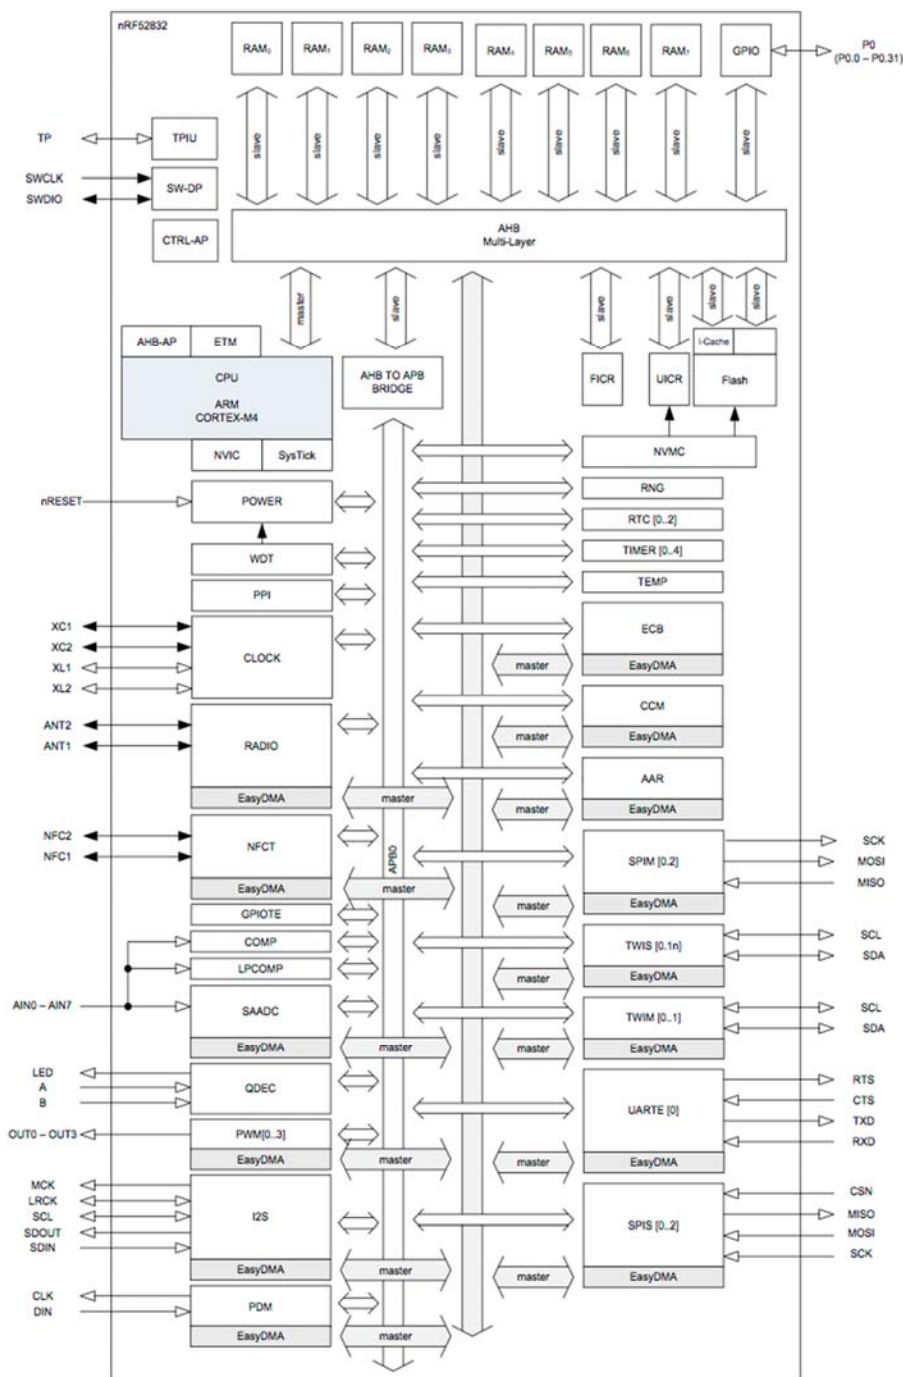 nRF52832
RAM₀
RAM₁
RAM₂
RAM₃
RAM₄
RAM₅
RAM₆
RAM₇
GPIO
P0
(P0.0 – P0.31)
slave
slave
slave
slave
slave
slave
slave
slave
slave
TP
TPIU
SWCLK
SWDIO
SW-DP
CTRL-AP
AHB
Multi-Layer
master
slave
slave
slave
slave
slave
AHB-AP
ETM
CPU
ARM
CORTEX-M4
NVIC
SysTick
AHB TO APB
BRIDGE
FICR
UICR
I-Cache
Flash
NVMC
nRESET
POWER
RNG
RTC [0..2]
WDT
TIMER [0..4]
PPI
TEMP
XC1
XC2
XL1
XL2
CLOCK
ECB
master
EasyDMA
ANT2
ANT1
RADIO
CCM
master
EasyDMA
EasyDMA
master
AAR
master
EasyDMA
NFC2
NFC1
NFCT
EasyDMA
master
APB0
SPIM [0.2]
SCK
MOSI
MISO
master
EasyDMA
GPIOTE
COMP
LPCOMP
TWIS [0.1n]
SCL
SDA
master
EasyDMA
AIN0 – AIN7
SAADC
EasyDMA
master
TWIM [0..1]
SCL
SDA
master
EasyDMA
LED
A
B
QDEC
UARTE [0]
RTS
CTS
TXD
RXD
master
EasyDMA
OUT0 – OUT3
PWM[0..3]
EasyDMA
master
MCK
LRCK
SCL
SDOUT
SDIN
I2S
EasyDMA
master
SPIS [0..2]
CSN
MISO
MOSI
SCK
master
EasyDMA
CLK
DIN
PDM
EasyDMA
master